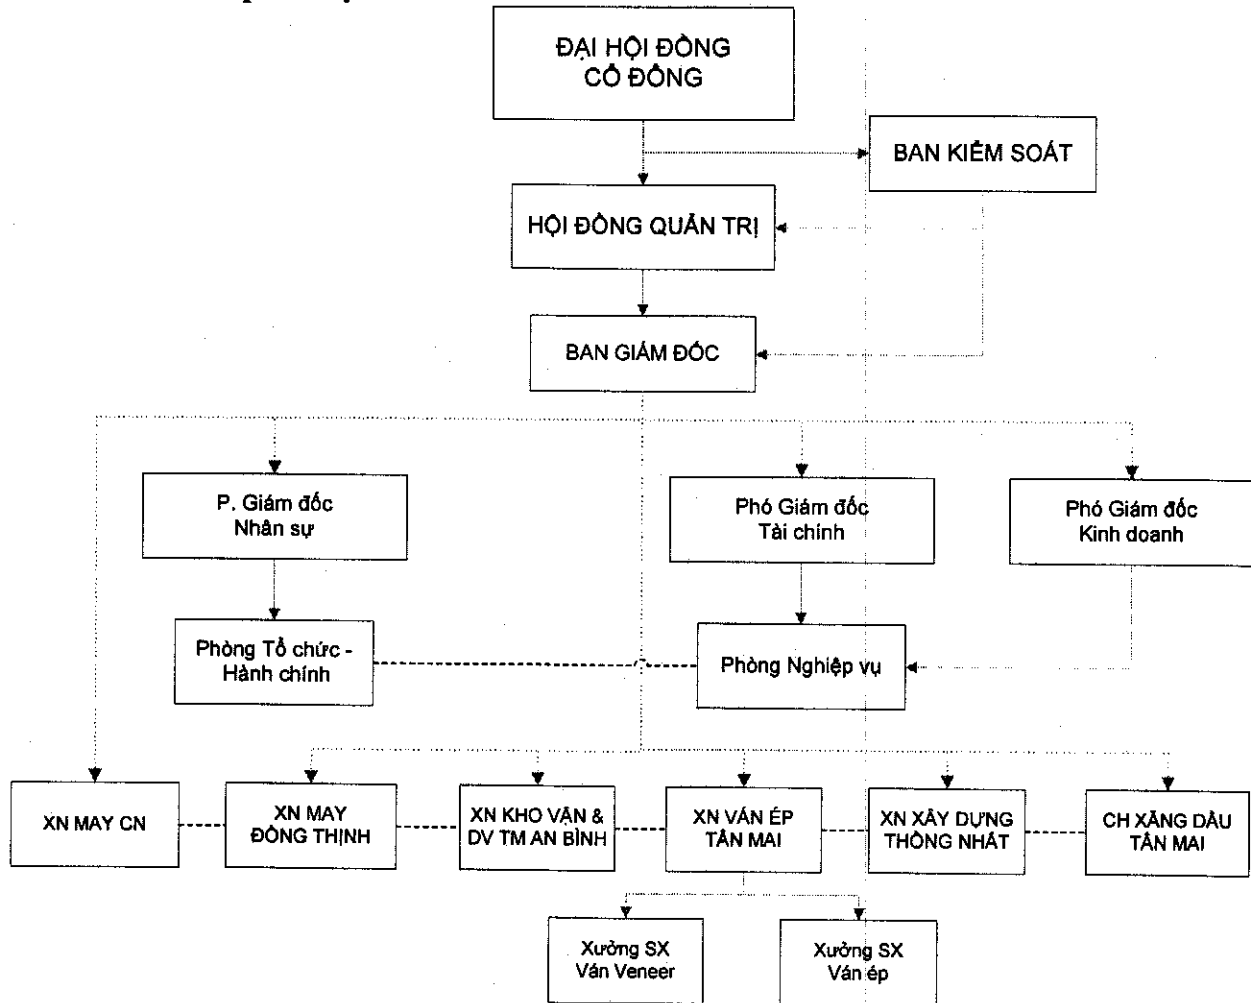 ĐẠI HỘI ĐỒNG
CỔ ĐÔNG
BAN KIỂM SOÁT
HỘI ĐỒNG QUẢN TRỊ
BAN GIÁM ĐỐC
P. Giám đốc
Nhân sự
Phó Giám đốc
Tài chính
Phó Giám đốc
Kinh doanh
Phòng Tổ chức -
Hành chính
Phòng Nghiệp vụ
XN MAY CN
XN MAY
ĐỒNG THỊNH
XN KHO VẬN &
DV TM AN BÌNH
XN VÁN ÉP
TÂN MAI
XN XÂY DỰNG
THỐNG NHẤT
CH XĂNG DẦU
TÂN MAI
Xưởng SX
Ván Veneer
Xưởng SX
Ván ép